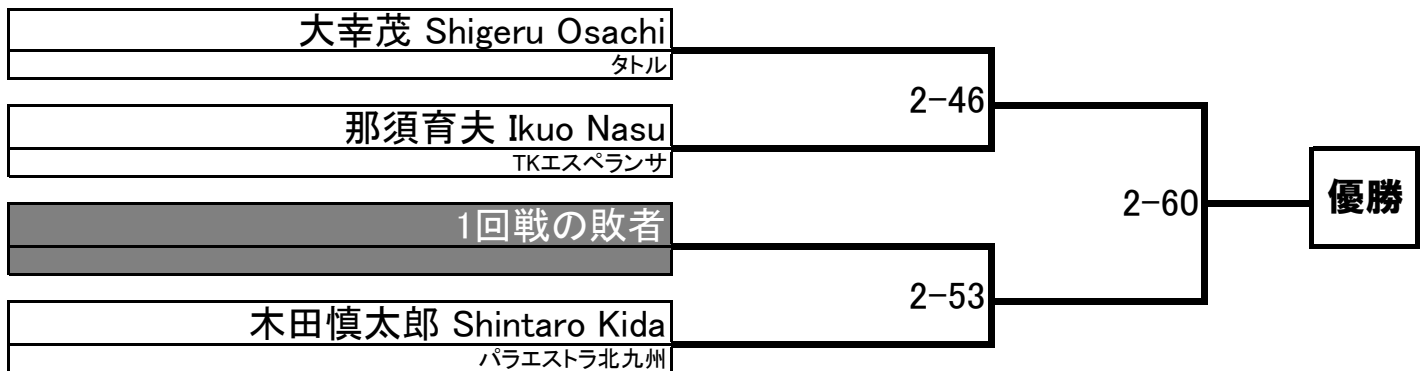 大幸茂 Shigeru Osachi
タトル
2-46
那須育夫 Ikuo Nasu
TKエスペランサ
2-60
優勝
1回戦の敗者
2-53
木田慎太郎 Shintaro Kida
パラエストラ北九州